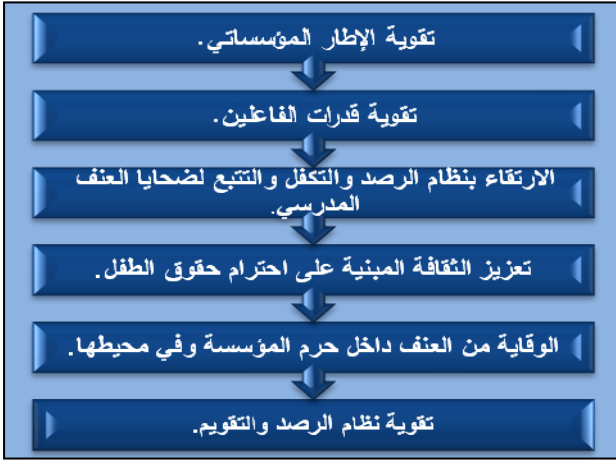 تقوية الإطار المؤسساتي.
تقوية قدرات الفاعلين.
الارتقاء بنظام الرصد والتكفل والتتبع لضحايا العنف
المدرسي.
تعزيز الثقافة المبنية على احترام حقوق الطفل.
الوقاية من العنف داخل حرم المؤسسة وفي محيطها.
تقوية نظام الرصد والتقويم.